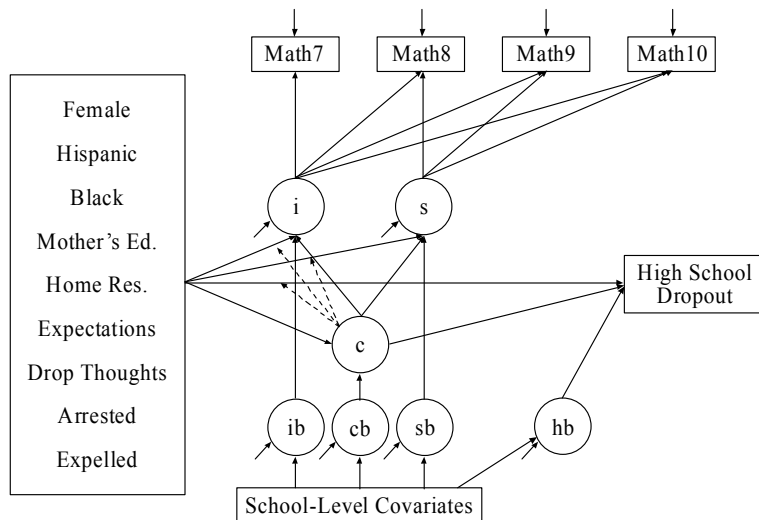 Math7
Math8
Math9
Math10
Female
Hispanic
Black
Mother's Ed.
Home Res.
Expectations
Drop Thoughts
Arrested
Expelled
i
s
High School
Dropout
c
ib
cb
sb
hb
School-Level Covariates